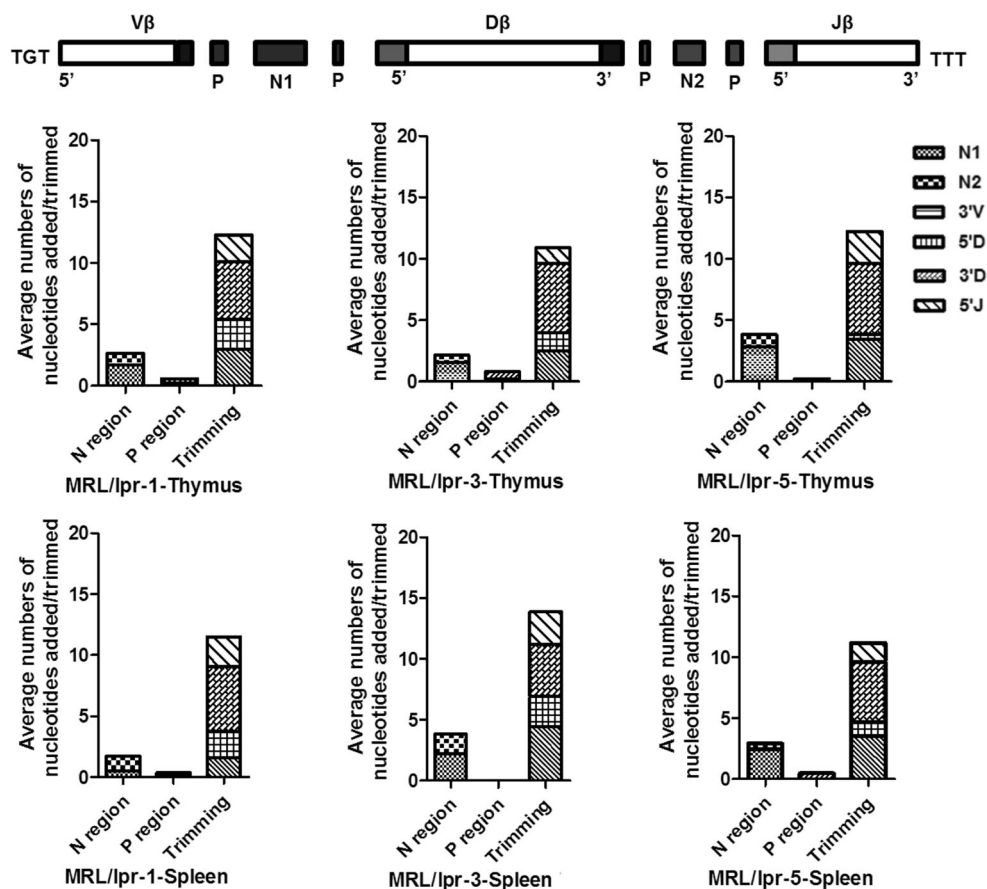 Vβ Dβ Jβ
TGT TTT
5’ P N1 P 5’ 3’ P N2 P 5’ 3’
Average numbers of
nucleotides added/trimmed
20
15
10
5
0
N region
P region
Trimming
MRL/lpr-1-Thymus
Average numbers of
nucleotides added/trimmed
20
15
10
5
0
N region
P region
Trimming
MRL/lpr-3-Thymus
Average numbers of
nucleotides added/trimmed
20
15
10
5
0
N region
P region
Trimming
MRL/lpr-5-Thymus
N1
N2
3'V
5'D
3'D
5'J
Average numbers of
nucleotides added/trimmed
20
15
10
5
0
N region
P region
Trimming
MRL/lpr-1-Spleen
Average numbers of
nucleotides added/trimmed
20
15
10
5
0
N region
P region
Trimming
MRL/lpr-3-Spleen
Average numbers of
nucleotides added/trimmed
20
15
10
5
0
N region
P region
Trimming
MRL/lpr-5-Spleen